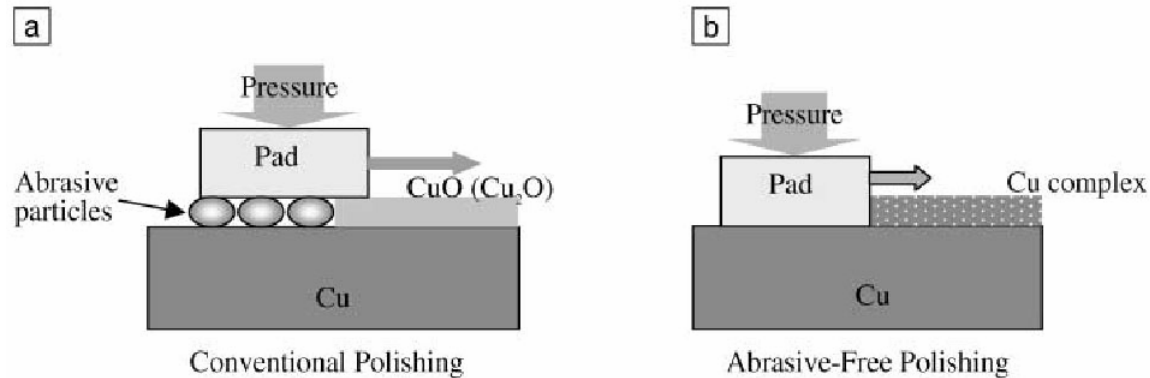 a
Pressure
Pad
CuO (Cu₂O)
Abrasive
particles
Cu
Conventional Polishing
b
Pressure
Pad
Cu complex
Cu
Abrasive-Free Polishing